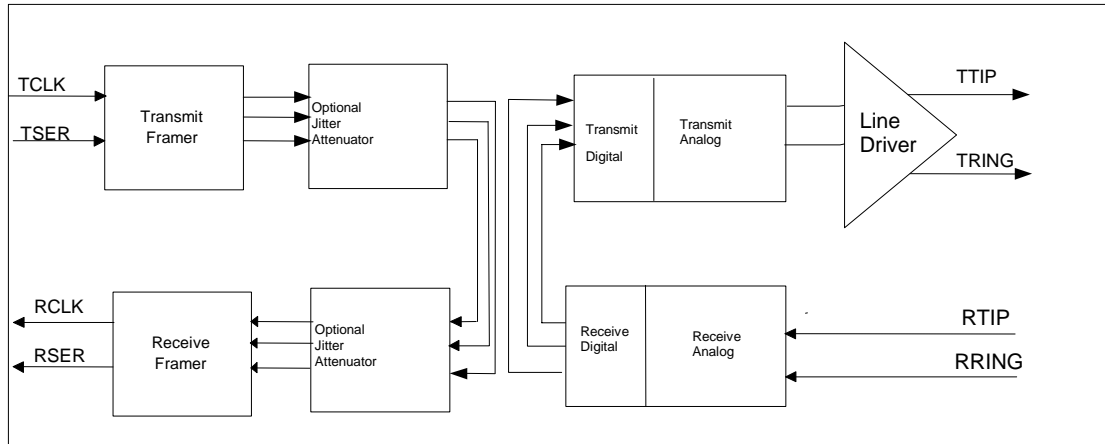 TCLK
TSER
Transmit
Framer
Optional
Jitter
Attenuator
Transmit
Digital
Transmit
Analog
Line
Driver
TTIP
TRING
RCLK
RSER
Receive
Framer
Optional
Jitter
Attenuator
Receive
Digital
Receive
Analog
RTIP
RRING